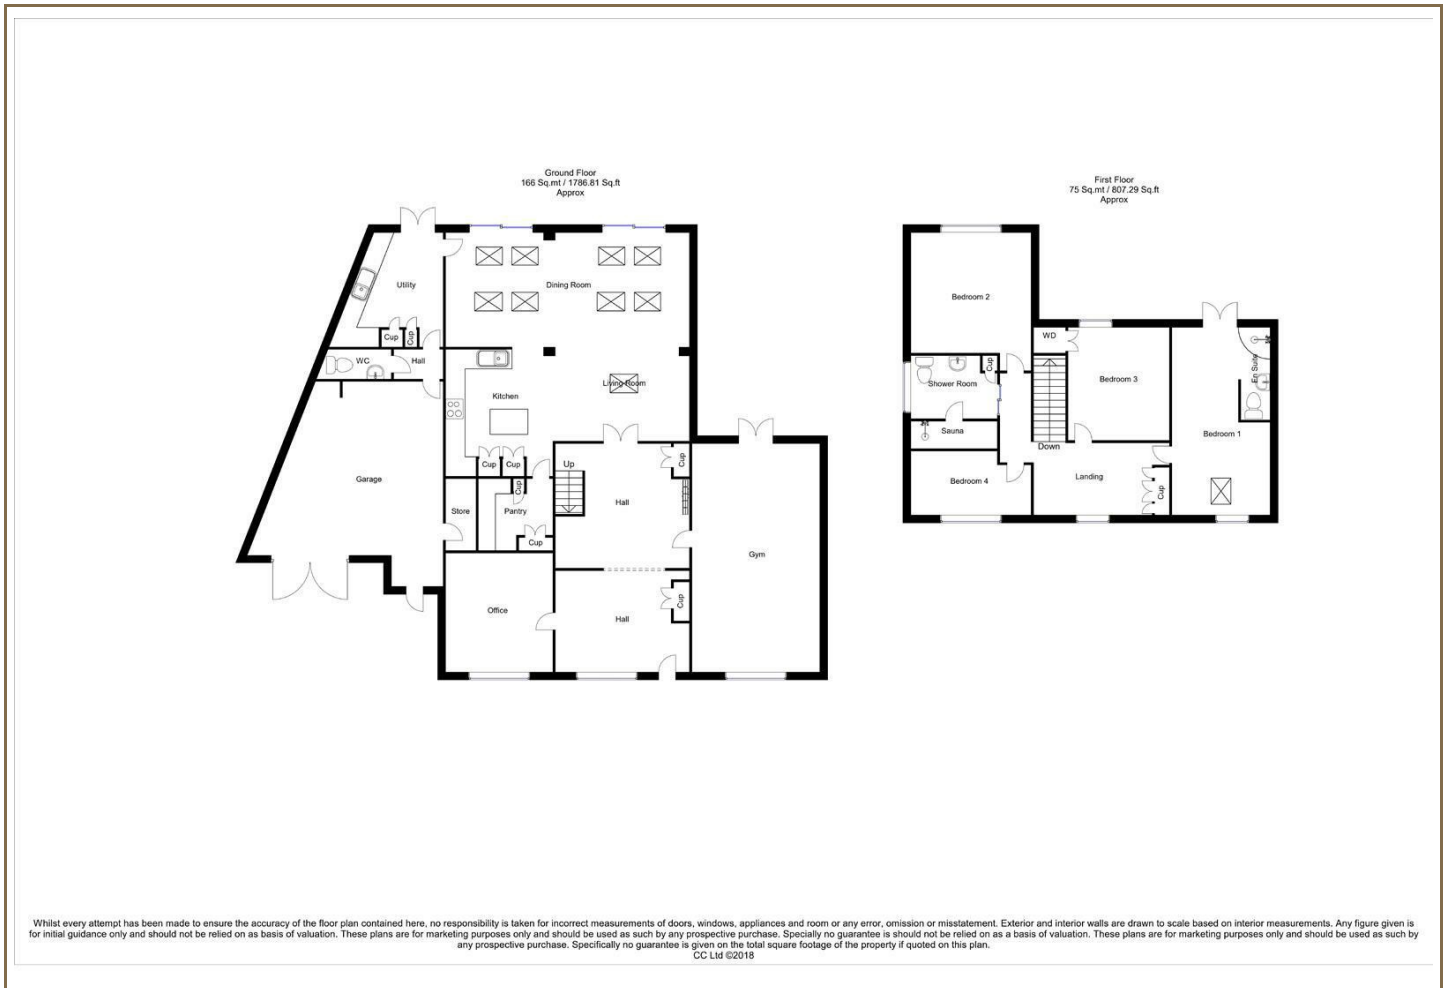 Ground Floor
166 Sq.mt / 1786.81 Sq.ft
Approx
Utility
Cup
Cup
WC
Hall
Dining Room
Living Room
Kitchen
Cup
Cup
Garage
Store
Cup
Pantry
Cup
Up
Hall
Cup
Office
Hall
Cup
Gym
First Floor
75 Sq.mt / 807.29 Sq.ft
Approx
Bedroom 2
WD
Bedroom 3
En Suite
Shower Room
Cup
Sauna
Bedroom 4
Down
Landing
Cup
Bedroom 1
Whilst every attempt has been made to ensure the accuracy of the floor plan contained here, no responsibility is taken for incorrect measurements of doors, windows, appliances and room or any error, omission or misstatement. Exterior and interior walls are drawn to scale based on interior measurements. Any figure given is
for initial guidance only and should not be relied on as basis of valuation. These plans are for marketing purposes only and should be used as such by any prospective purchase. Specially no guarantee is should not be relied on as a basis of valuation. These plans are for marketing purposes only and should be used as such by
any prospective purchase. Specifically no guarantee is given on the total square footage of the property if quoted on this plan.
CC Ltd ©2018